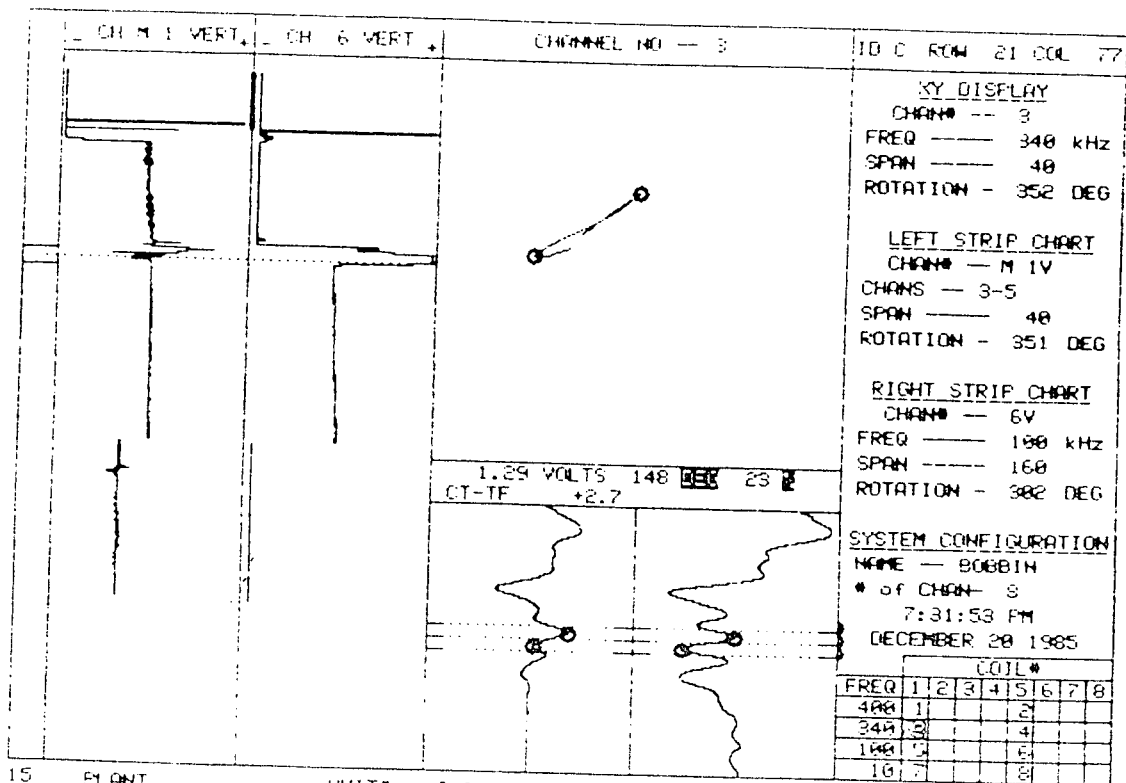 _ CH M 1 VERT + _ CH 6 VERT +
CHANNEL NO -- 3
ID C ROW 21 COL 77
XY DISPLAY
CHAN# -- 3
FREQ ----- 340 kHz
SPAN ----- 40
ROTATION - 352 DEG
LEFT STRIP CHART
CHAN# -- M 1V
CHANS -- 3-5
SPAN ----- 40
ROTATION - 351 DEG
RIGHT STRIP CHART
CHAN# -- 6V
FREQ ----- 100 kHz
SPAN ----- 160
ROTATION - 302 DEG
1.29 VOLTS 148 DEG 23
CT-TF +2.7
SYSTEM CONFIGURATION
NAME -- BOBBIN
# of CHAN- 8
7:31:53 PM
DECEMBER 20 1985
COIL#
FREQ 1 2 3 4 5 6 7 8
400 1 2
340 3 4
100 5 6
10 7 8
15 PLANT